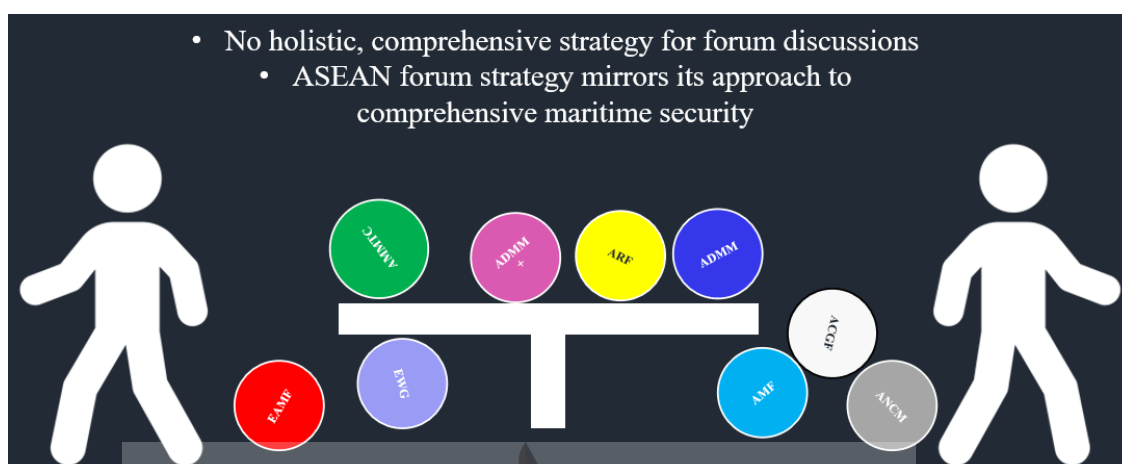 • No holistic, comprehensive strategy for forum discussions
• ASEAN forum strategy mirrors its approach to
comprehensive maritime security
AMMTC
ADMM
+
ARF
ADMM
ACGF
EWG
EAMF
AMF
ANCM